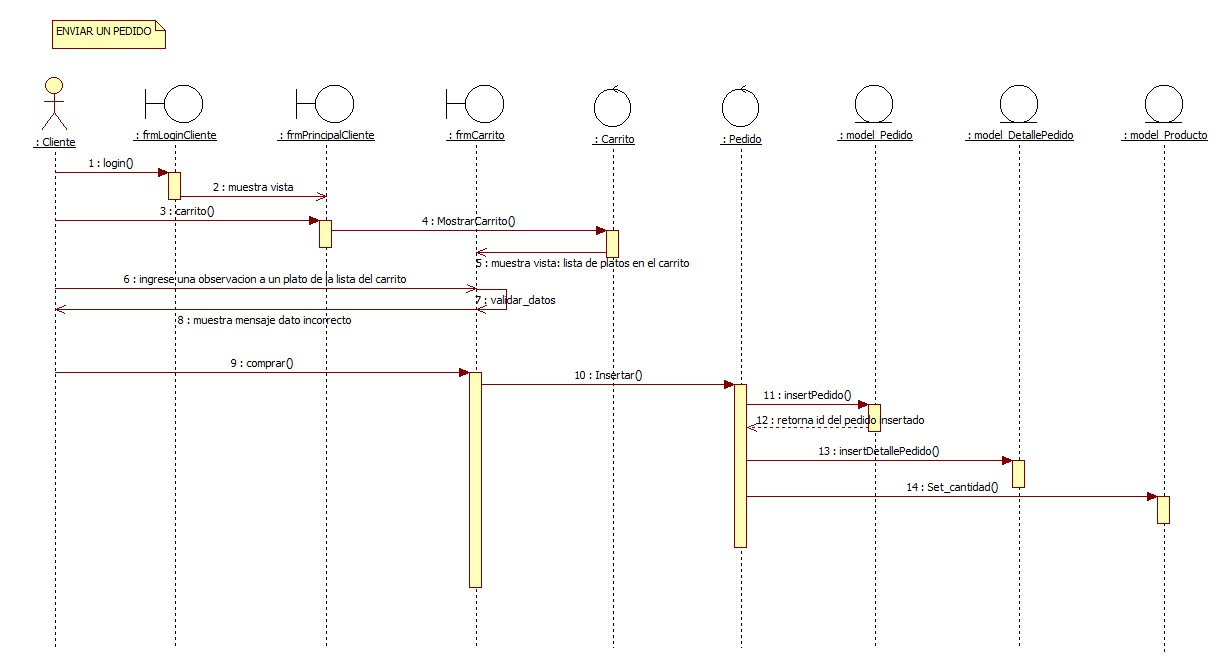 ENVIAR UN PEDIDO
: Cliente
: frmLoginCliente
: frmPrincipalCliente
: frmCarrito
: Carrito
: Pedido
: model_Pedido
: model_DetallePedido
: model_Producto
1 : login()
2 : muestra vista
3 : carrito()
4 : MostrarCarrito()
5 : muestra vista: lista de platos en el carrito
6 : ingrese una observacion a un plato de la lista del carrito
7 : validar_datos
8 : muestra mensaje dato incorrecto
9 : comprar()
10 : Insertar()
11 : insertPedido()
12 : retorna id del pedido insertado
13 : insertDetallePedido()
14 : Set_cantidad()